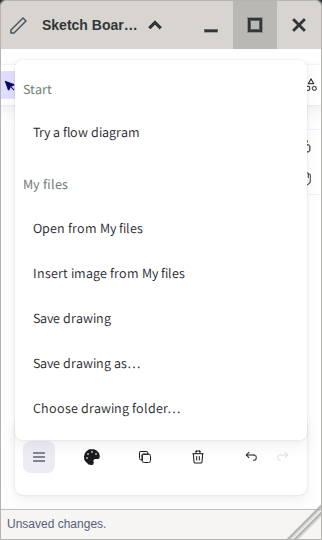 Sketch Boar...
Start
Try a flow diagram
My files
Open from My files
Insert image from My files
Save drawing
Save drawing as...
Choose drawing folder...
Unsaved changes.